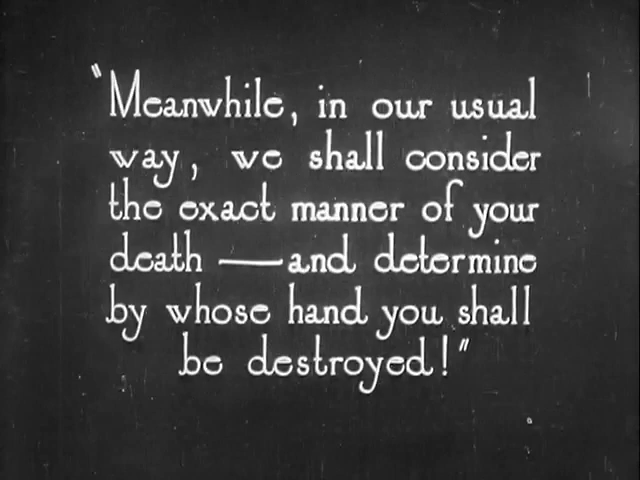 "Meanwhile, in our usual
way, we shall consider
the exact manner of your
death — and determine
by whose hand you shall
be destroyed!"